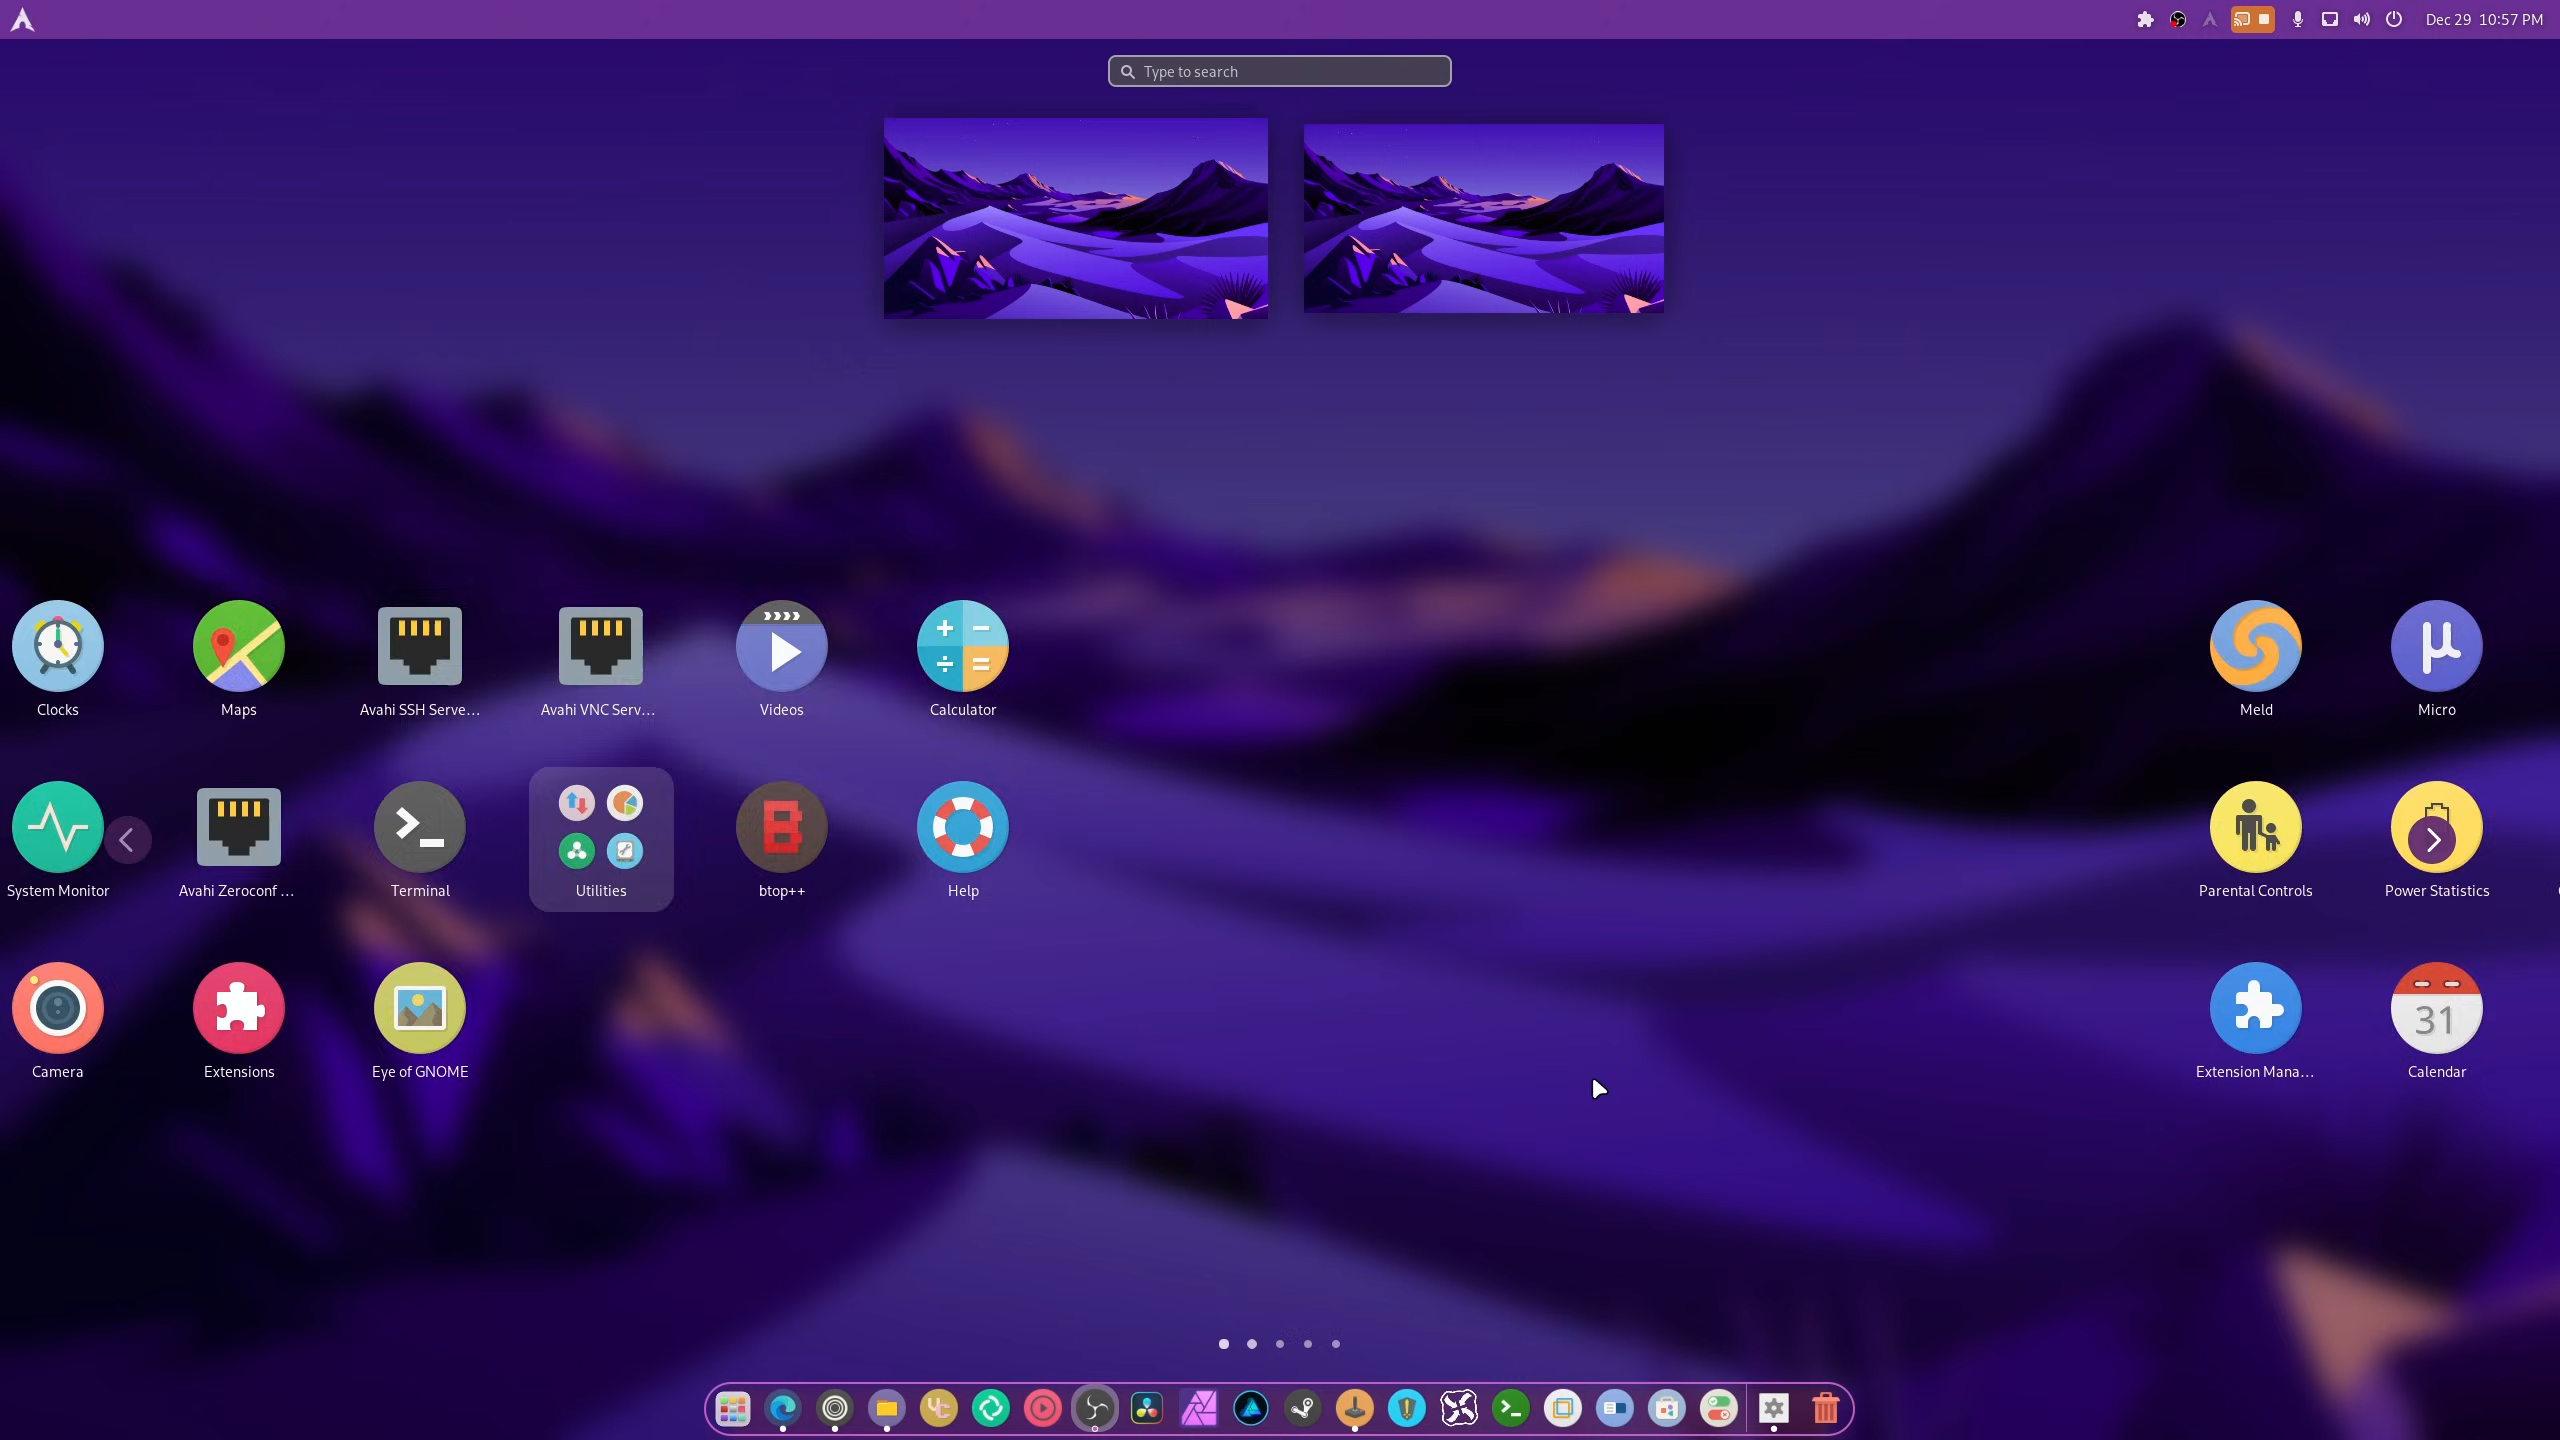 Dec 29 10:57 PM
Type to search
Clocks
Maps
Avahi SSH Serve...
Avahi VNC Serv...
Videos
Calculator
Meld
Micro
System Monitor
Avahi Zeroconf ...
Terminal
Utilities
btop++
Help
Parental Controls
Power Statistics
Camera
Extensions
Eye of GNOME
Extension Mana...
31
Calendar